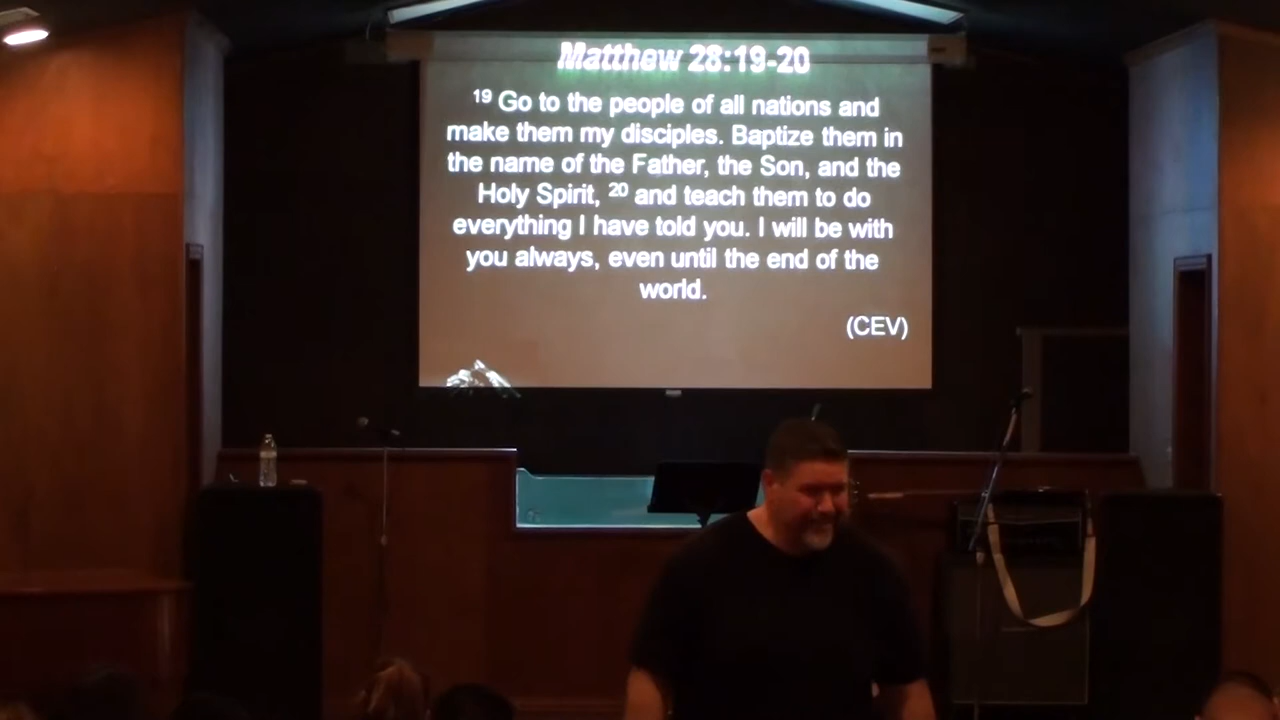 Matthew 28:19-20
19 Go to the people of all nations and
make them my disciples. Baptize them in
the name of the Father, the Son, and the
Holy Spirit, 20 and teach them to do
everything I have told you. I will be with
you always, even until the end of the
world.
(CEV)